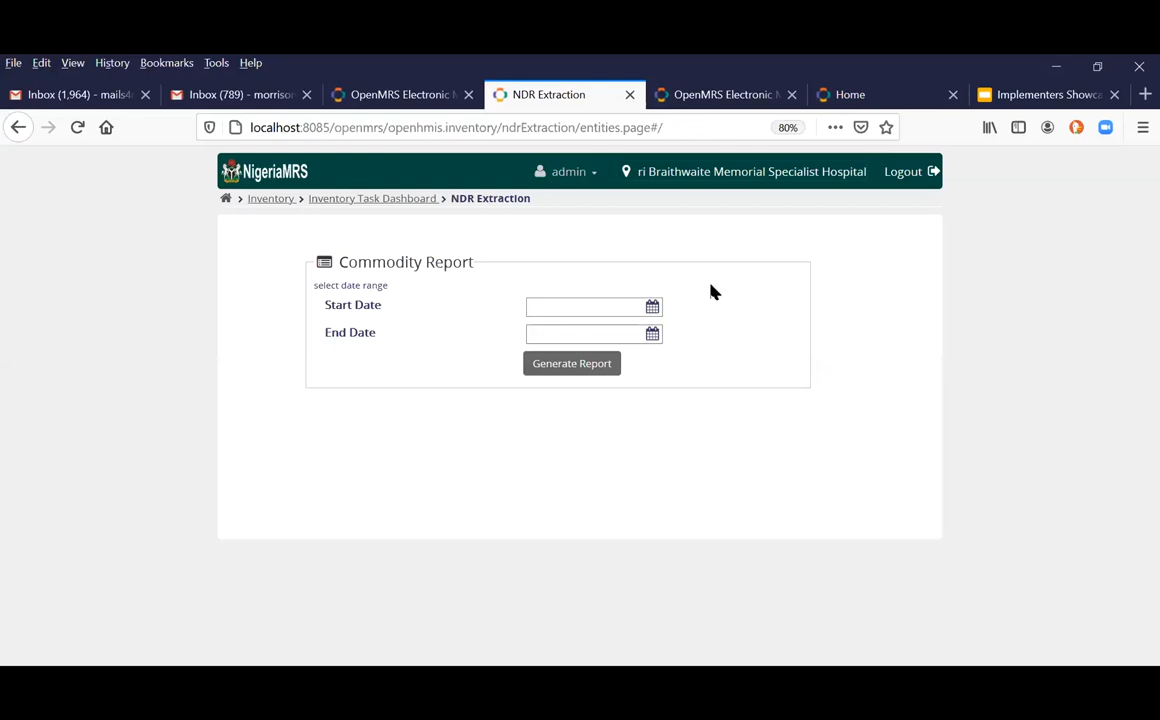 File Edit View History Bookmarks Tools Help
Inbox (1,964) - mails4 Inbox (789) - morrison OpenMRS Electronic M NDR Extraction OpenMRS Electronic M Home Implementers Showca
localhost:8085/openmrs/openhmis.inventory/ndrExtraction/entities.page#/ 80%
NigeriaMRS admin ri Braithwaite Memorial Specialist Hospital Logout
Inventory Inventory Task Dashboard NDR Extraction
Commodity Report
select date range
Start Date
End Date
Generate Report